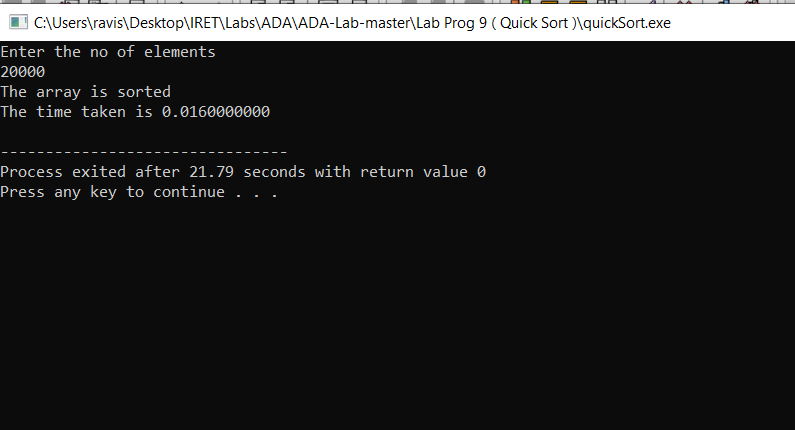 C:\Users\ravis\Desktop\IRET\Labs\ADA\ADA-Lab-master\Lab Prog 9 ( Quick Sort )\quickSort.exe
Enter the no of elements
20000
The array is sorted
The time taken is 0.0160000000
--------------------------------
Process exited after 21.79 seconds with return value 0
Press any key to continue . . .